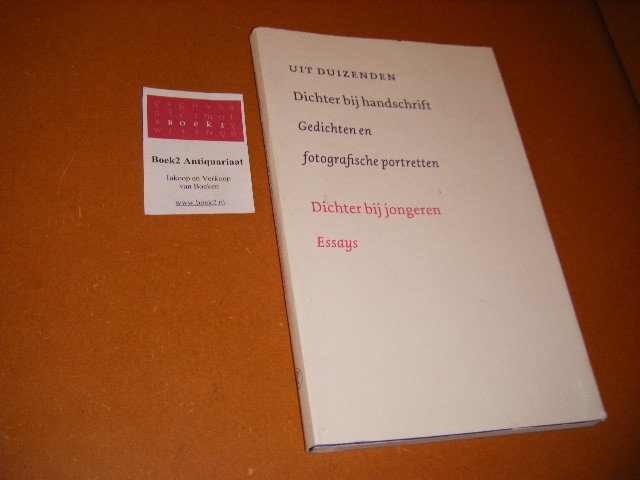 BOEK2
Boek2 Antiquariaat
Inkoop en Verkoop
van Boeken
www.boek2.nl
UIT DUIZENDEN
Dichter bij handschrift
Gedichten en
fotografische portretten
Dichter bij jongeren
Essays